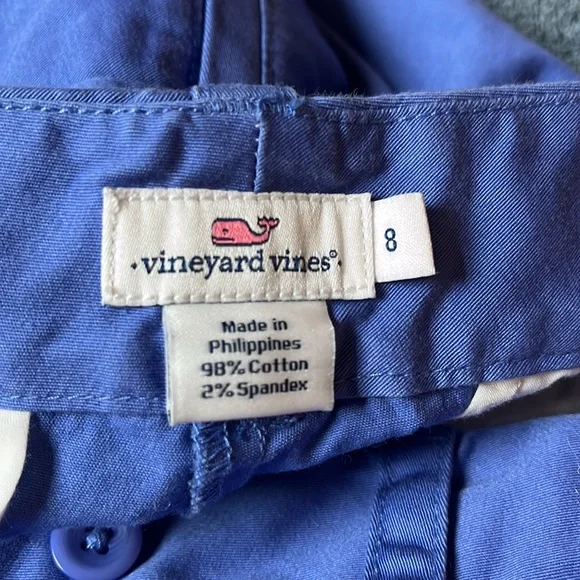 ·vineyard vines®·
8
Made in
Philippines
98% Cotton
2% Spandex